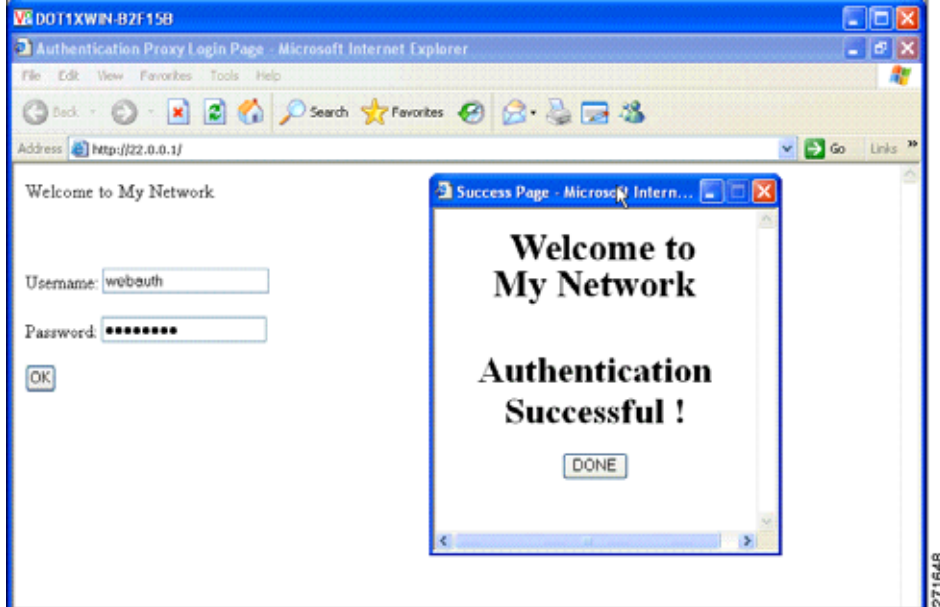 DOT1XWIN-B2F15B
Authentication Proxy Login Page - Microsoft Internet Explorer
File Edit View Favorites Tools Help
Back Search Favorites
Address http://22.0.0.1/ Go Links »
Welcome to My Network
Username: webauth
Password: ••••••••
OK
Success Page - Microsoft Intern...
Welcome to
My Network
Authentication
Successful !
DONE
271648